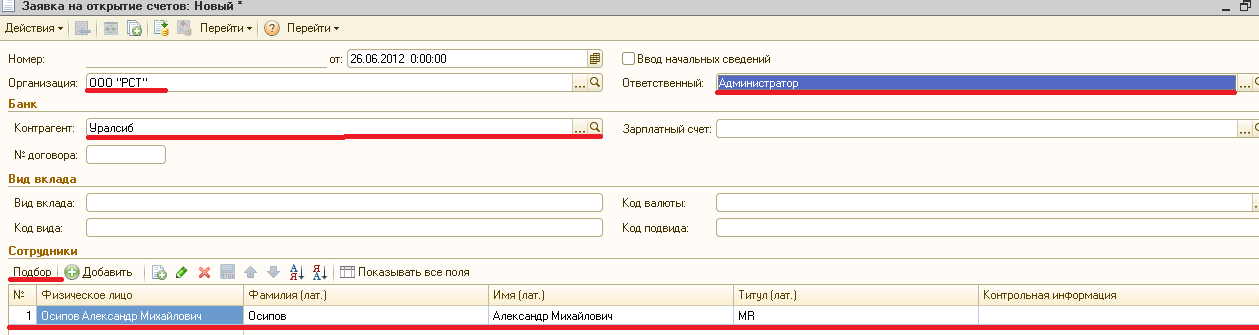 Заявка на открытие счетов: Новый *
Действия Перейти ? Перейти
Номер: от: 26.06.2012 0:00:00 Ввод начальных сведений
Организация: ООО "РСТ" ... Ответственный: Администратор ...
Банк
Контрагент: Уралсиб ... Зарплатный счет: ...
№ договора:
Вид вклада
Вид вклада: Код валюты: ...
Код вида: Код подвида:
Сотрудники
Подбор Добавить Показывать все поля
№ Физическое лицо Фамилия (лат.) Имя (лат.) Титул (лат.) Контрольная информация
1 Осипов Александр Михайлович Осипов Александр Михайлович MR